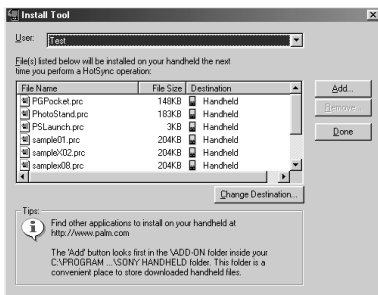 Install Tool
User: Test
File(s) listed below will be installed on your handheld the next
time you perform a HotSync operation:
File Name File Size Destination
PGPocket.prc 148KB Handheld
PhotoStand.prc 183KB Handheld
PSLaunch.prc 3KB Handheld
sample01.prc 204KB Handheld
sampleX02.prc 204KB Handheld
samplex08.prc 204KB Handheld
Add...
Remove...
Done
Change Destination...
Tips:
Find other applications to install on your handheld at
http://www.palm.com
The 'Add' button looks first in the \ADD-ON folder inside your
C:\PROGRAM ...\SONY HANDHELD folder. This folder is a
convenient place to store downloaded handheld files.